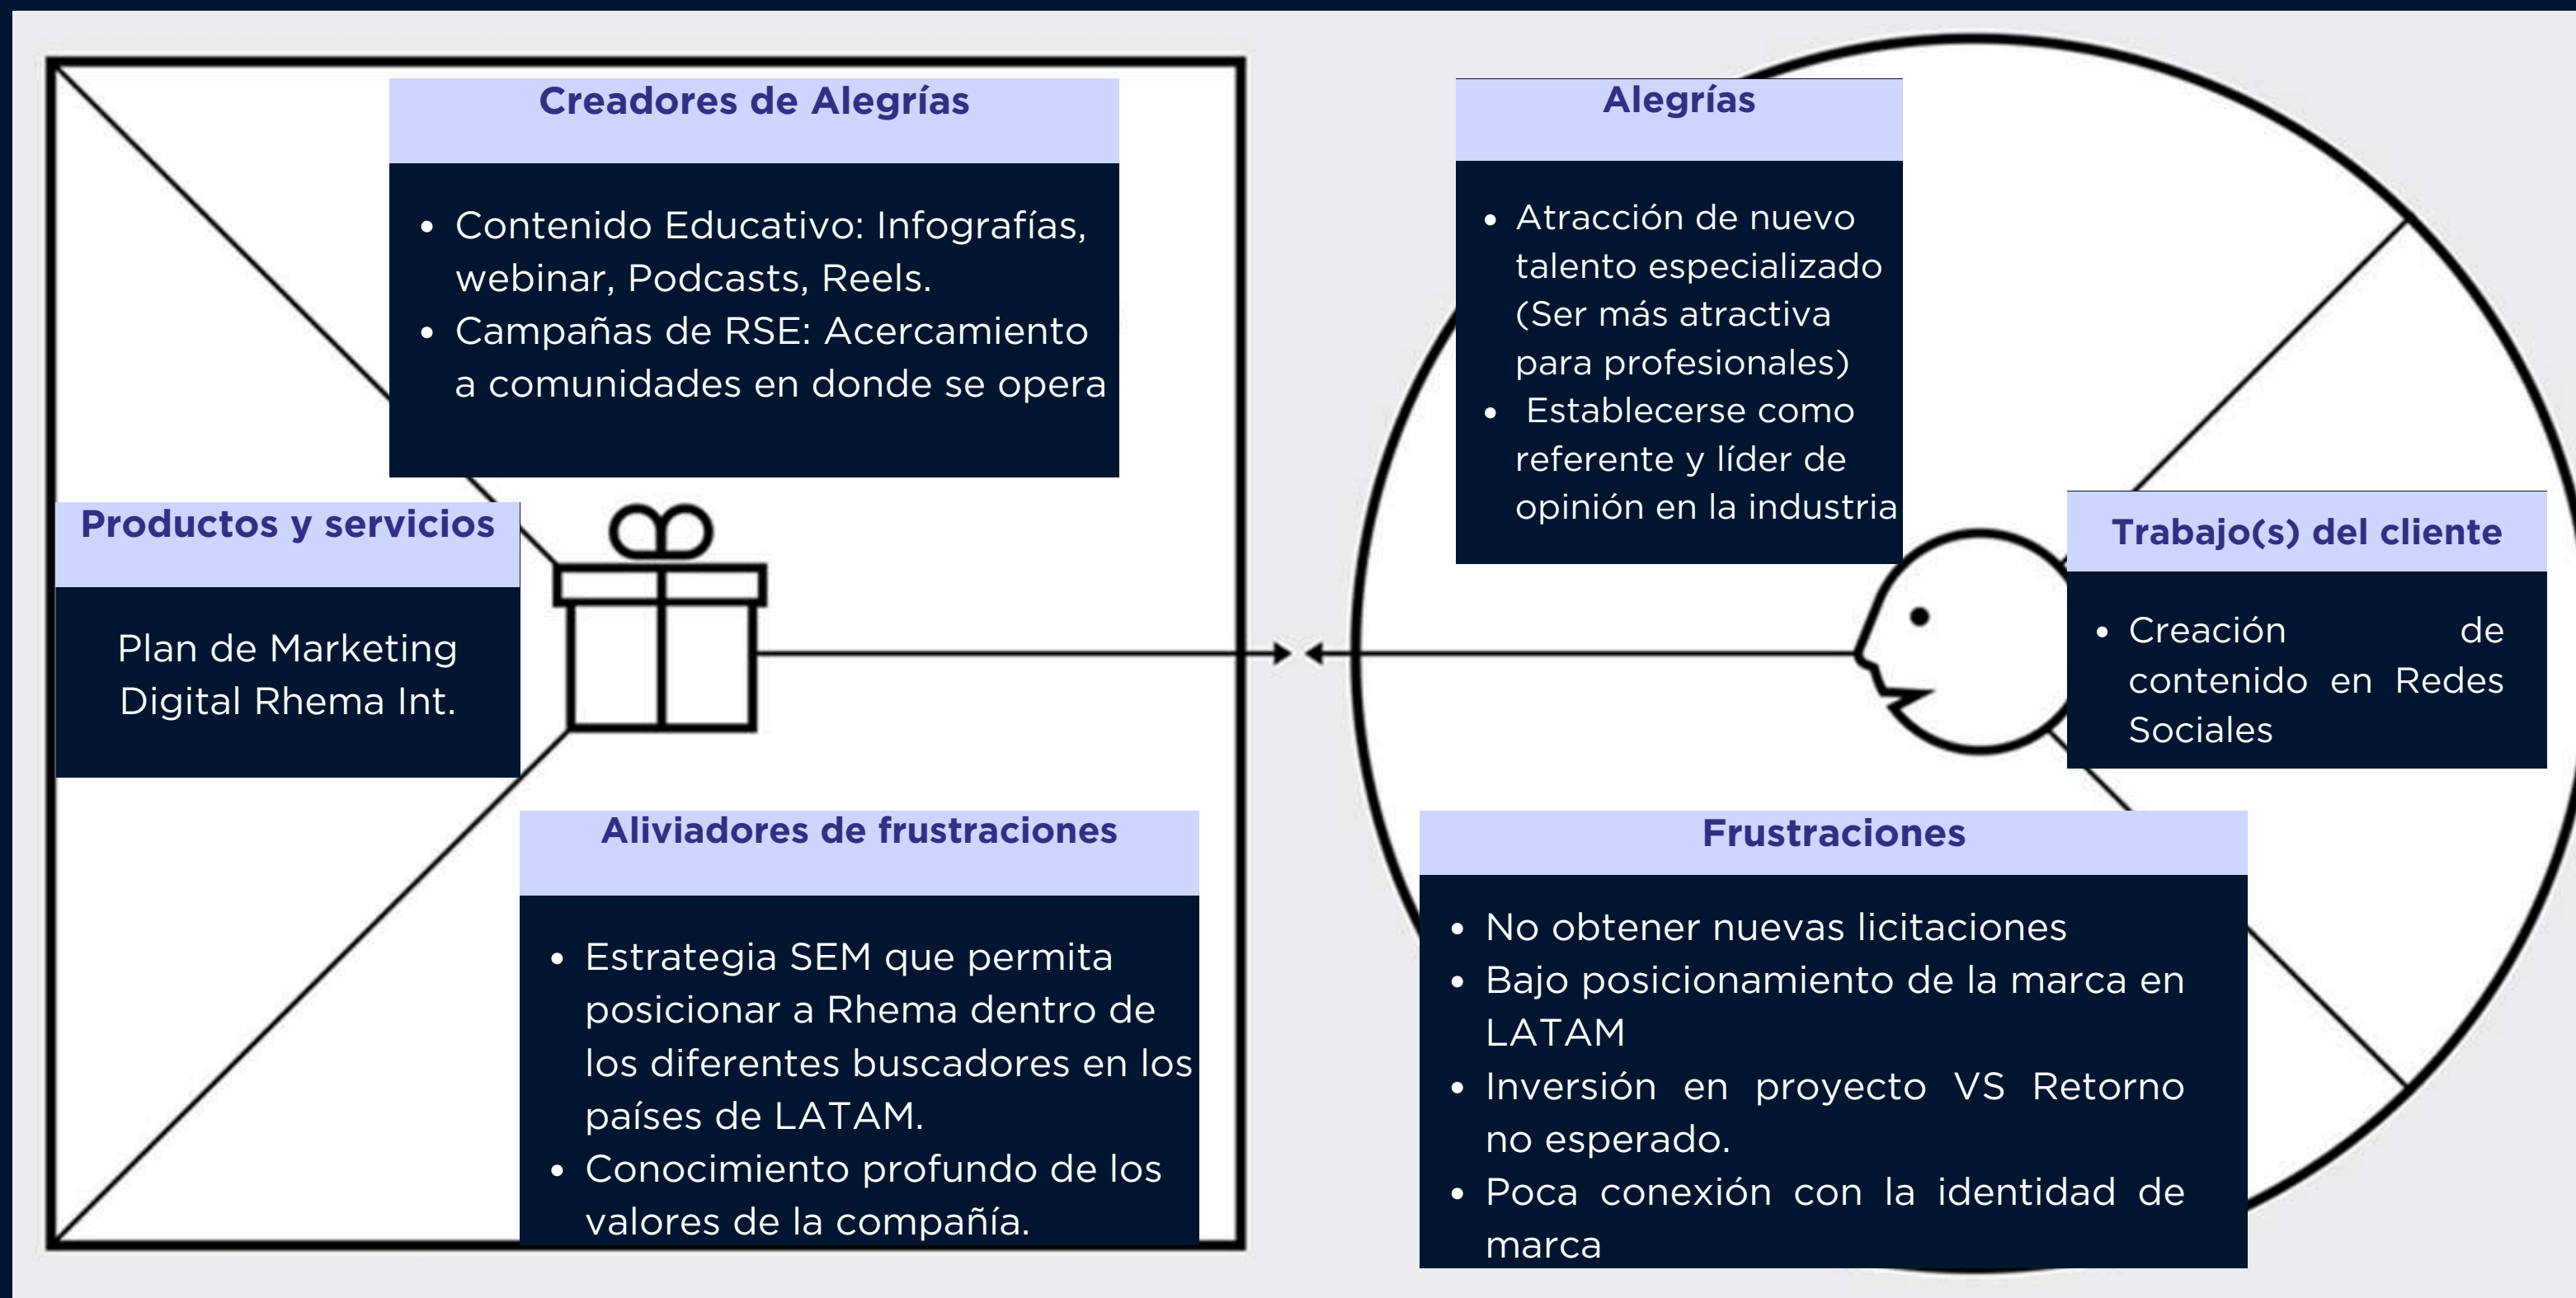 Creadores de Alegrías
• Contenido Educativo: Infografías,
webinar, Podcasts, Reels.
• Campañas de RSE: Acercamiento
a comunidades en donde se opera
Productos y servicios
Plan de Marketing
Digital Rhema Int.
Aliviadores de frustraciones
• Estrategia SEM que permita
posicionar a Rhema dentro de
los diferentes buscadores en los
países de LATAM.
• Conocimiento profundo de los
valores de la compañía.
Alegrías
• Atracción de nuevo
talento especializado
(Ser más atractiva
para profesionales)
• Establecerse como
referente y líder de
opinión en la industria
Trabajo(s) del cliente
• Creación de
contenido en Redes
Sociales
Frustraciones
• No obtener nuevas licitaciones
• Bajo posicionamiento de la marca en
LATAM
• Inversión en proyecto VS Retorno
no esperado.
• Poca conexión con la identidad de
marca